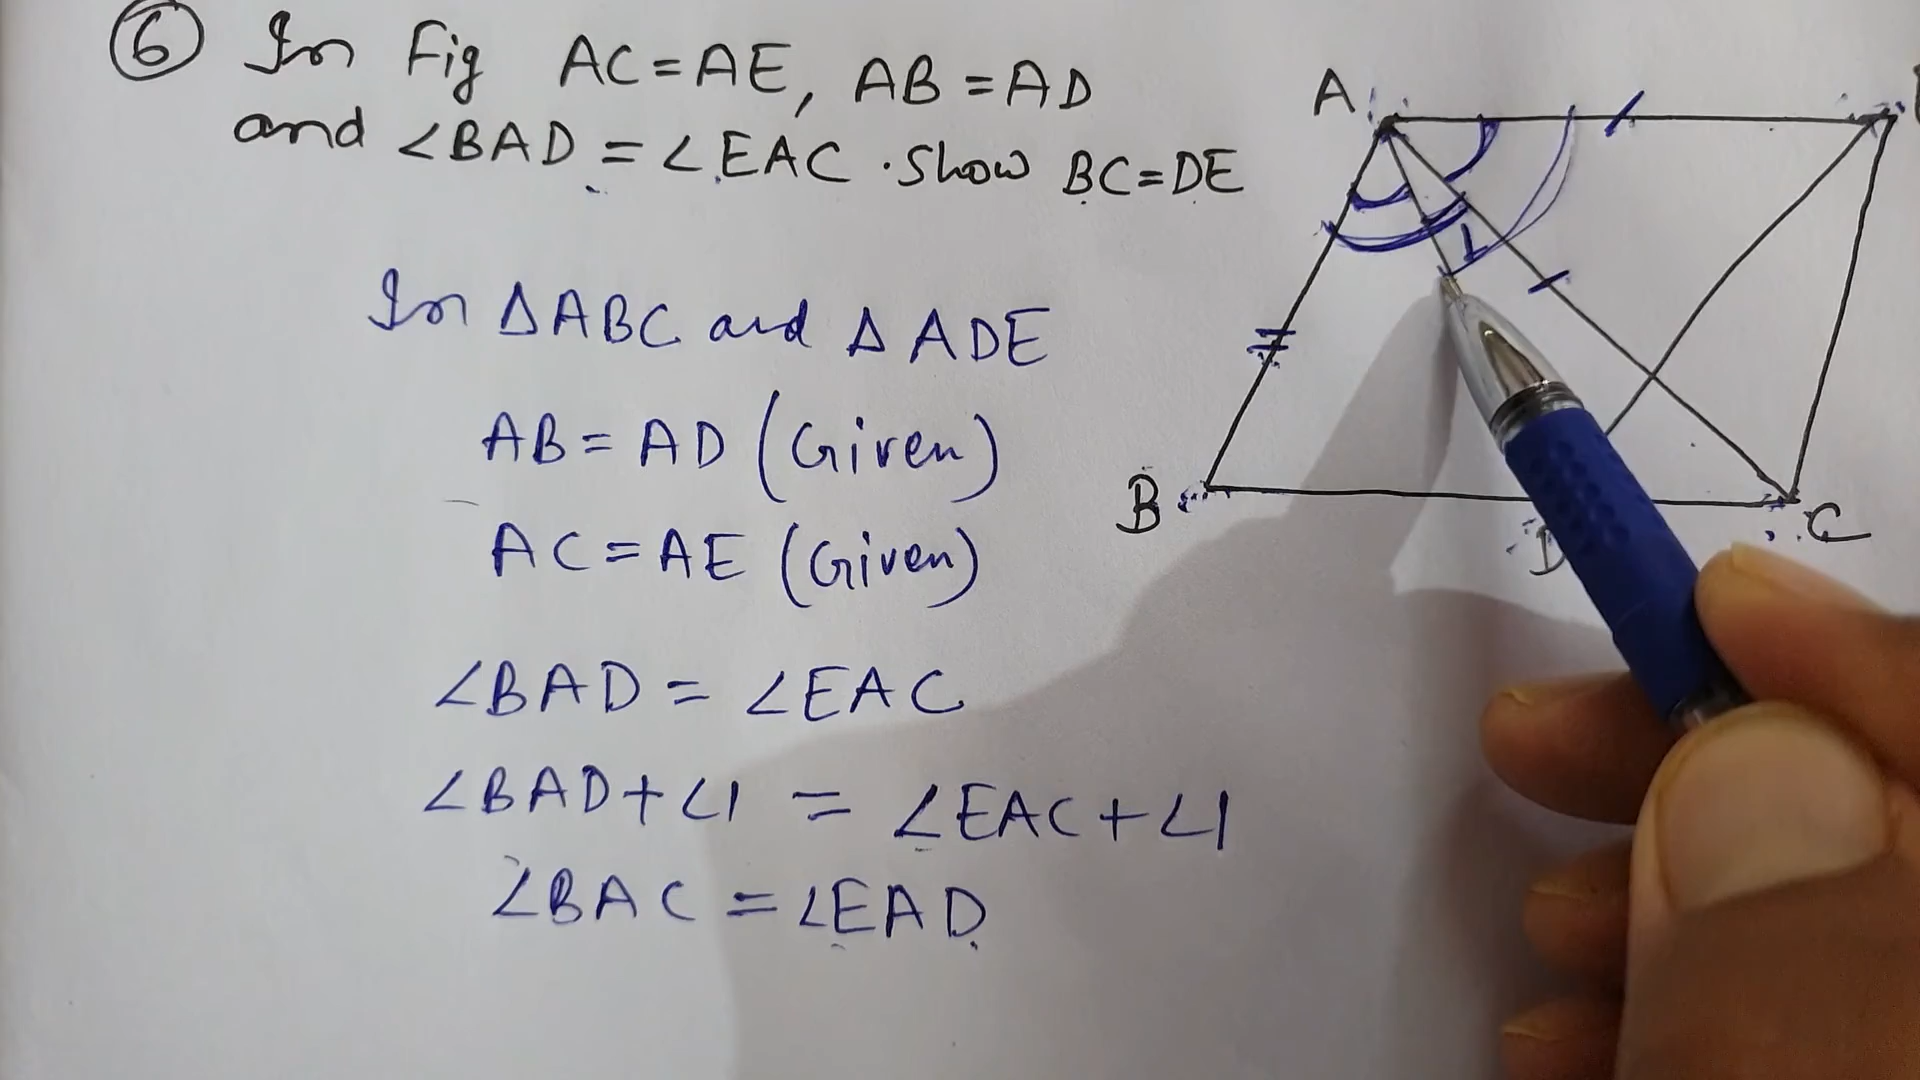 6 In Fig AC=AE, AB=AD
and ∠BAD = ∠EAC . Show BC=DE
In ΔABC and ΔADE
AB=AD (Given)
AC=AE (Given)
∠BAD = ∠EAC
∠BAD+∠1 = ∠EAC+∠1
∠BAC = ∠EAD
A
1
B
D
C